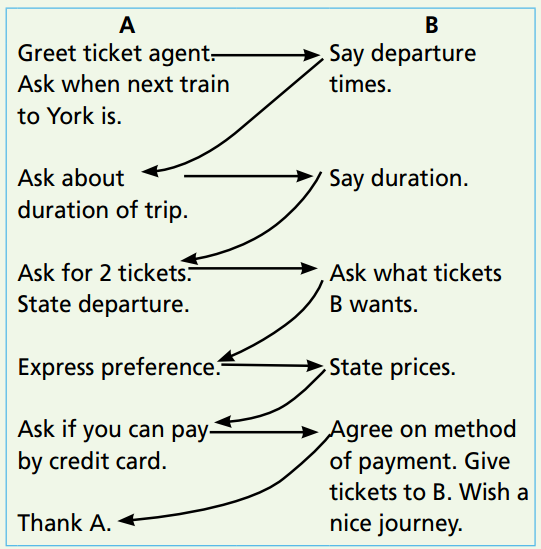 A
B
Greet ticket agent.
Ask when next train
to York is.
Say departure
times.
Ask about
duration of trip.
Say duration.
Ask for 2 tickets.
State departure.
Ask what tickets
B wants.
Express preference.
State prices.
Ask if you can pay
by credit card.
Agree on method
of payment. Give
tickets to B. Wish a
nice journey.
Thank A.